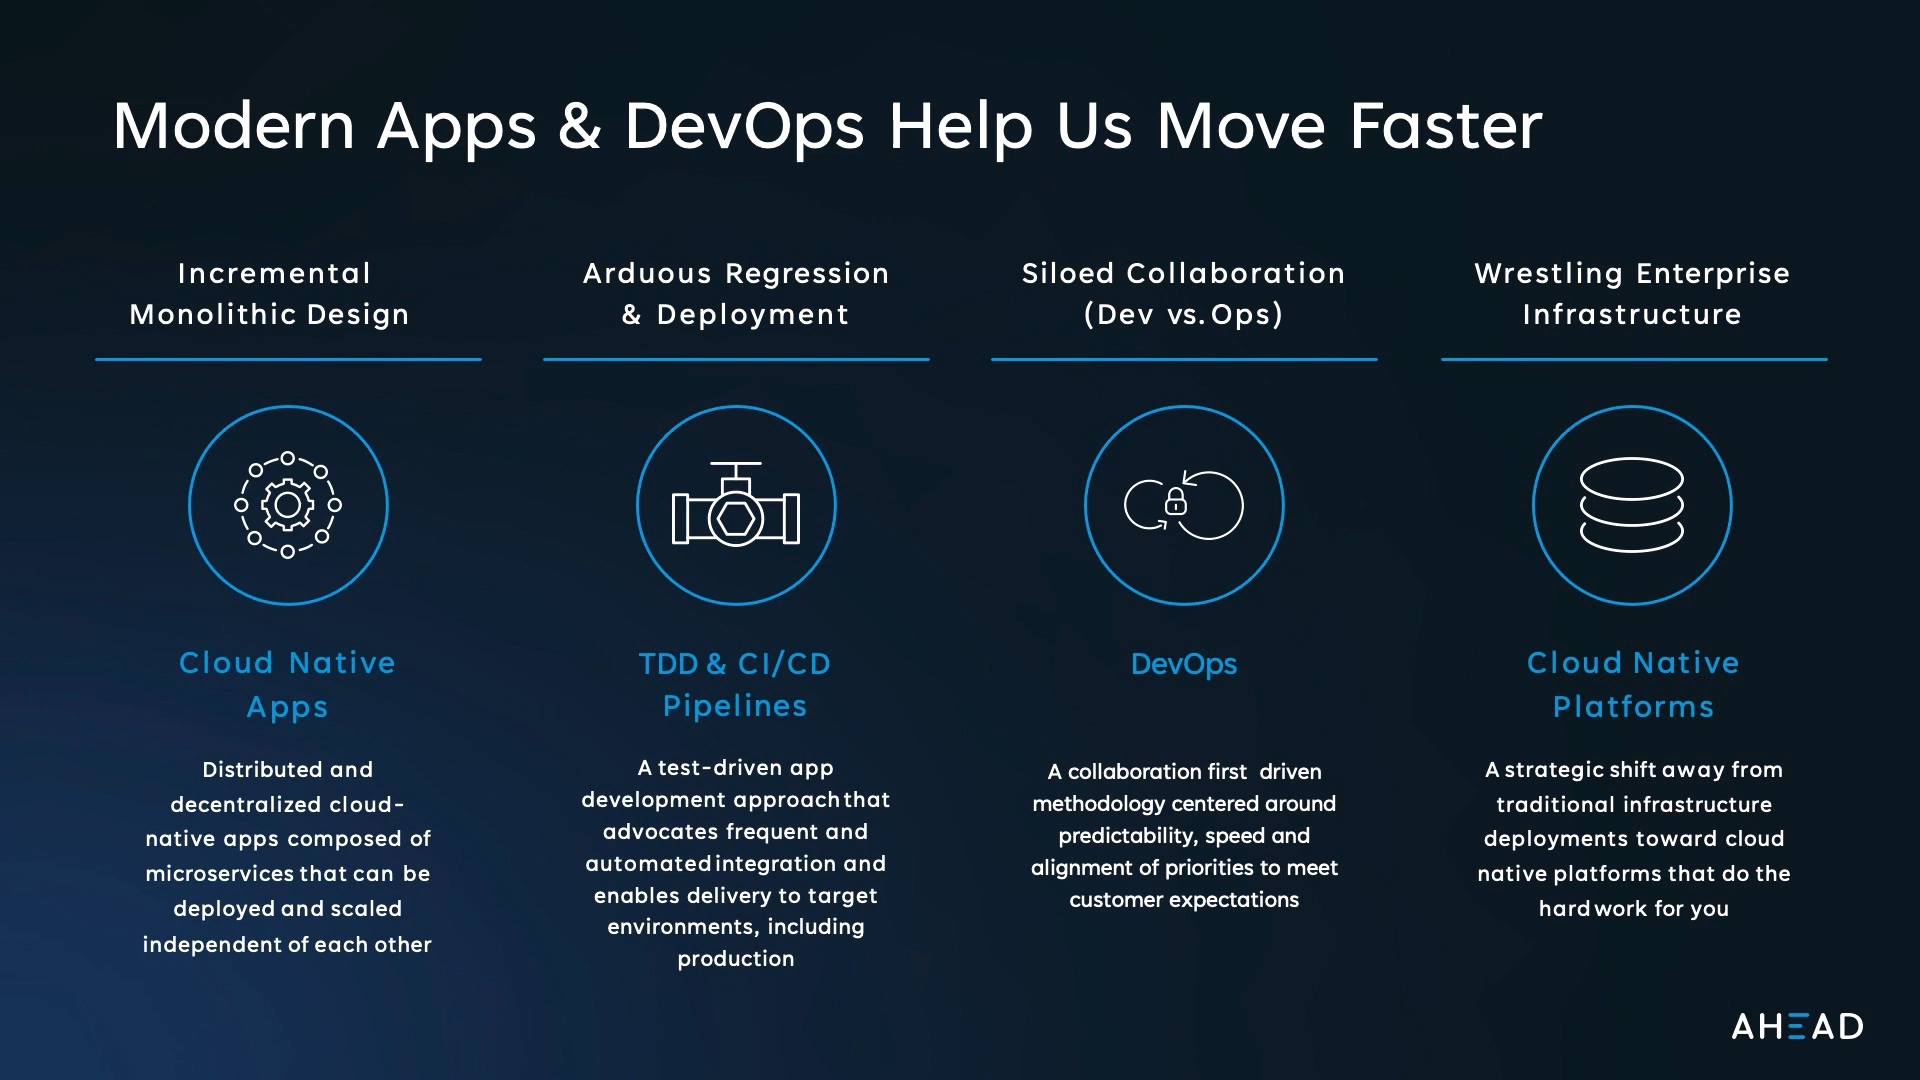 Modern Apps & DevOps Help Us Move Faster
Incremental
Monolithic Design
Arduous Regression
& Deployment
Siloed Collaboration
(Dev vs. Ops)
Wrestling Enterprise
Infrastructure
Cloud Native
Apps
Distributed and
decentralized cloud-
native apps composed of
microservices that can be
deployed and scaled
independent of each other
TDD & CI/CD
Pipelines
A test-driven app
development approach that
advocates frequent and
automated integration and
enables delivery to target
environments, including
production
DevOps
A collaboration first driven
methodology centered around
predictability, speed and
alignment of priorities to meet
customer expectations
Cloud Native
Platforms
A strategic shift away from
traditional infrastructure
deployments toward cloud
native platforms that do the
hard work for you
AHEAD